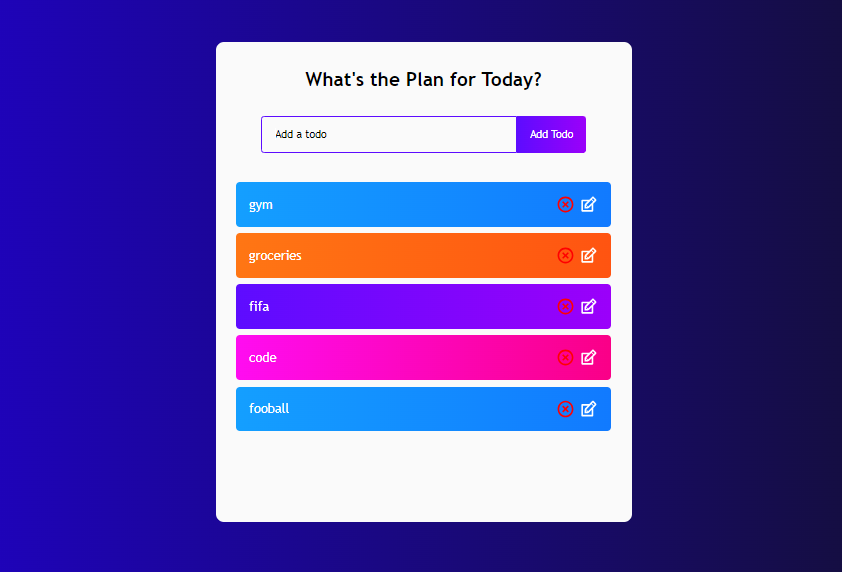 What's the Plan for Today?
Add a todo
Add Todo
gym
groceries
fifa
code
fooball